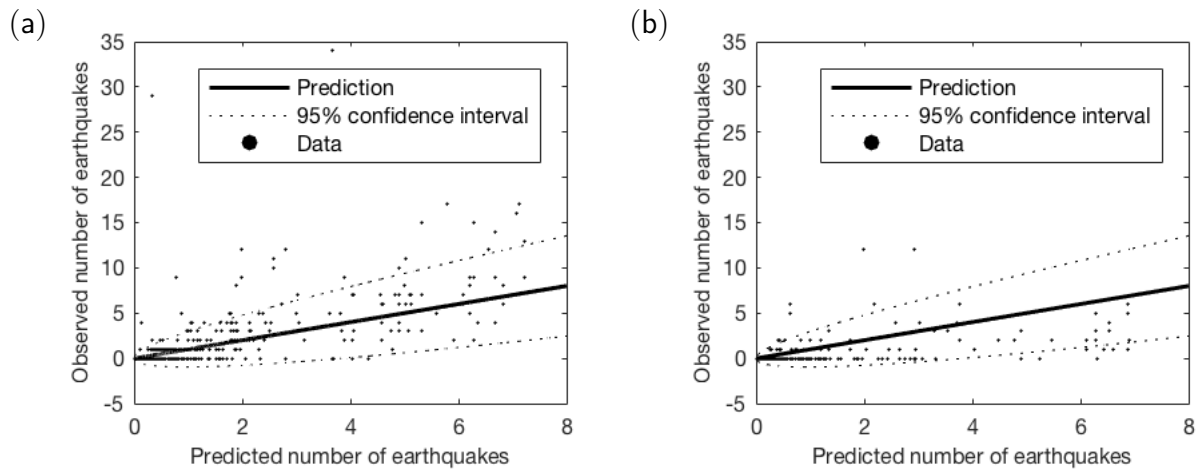 (a)
35
30
25
20
15
10
5
0
-5
Observed number of earthquakes
Prediction
95% confidence interval
Data
0 2 4 6 8
Predicted number of earthquakes
(b)
35
30
25
20
15
10
5
0
-5
Observed number of earthquakes
Prediction
95% confidence interval
Data
0 2 4 6 8
Predicted number of earthquakes